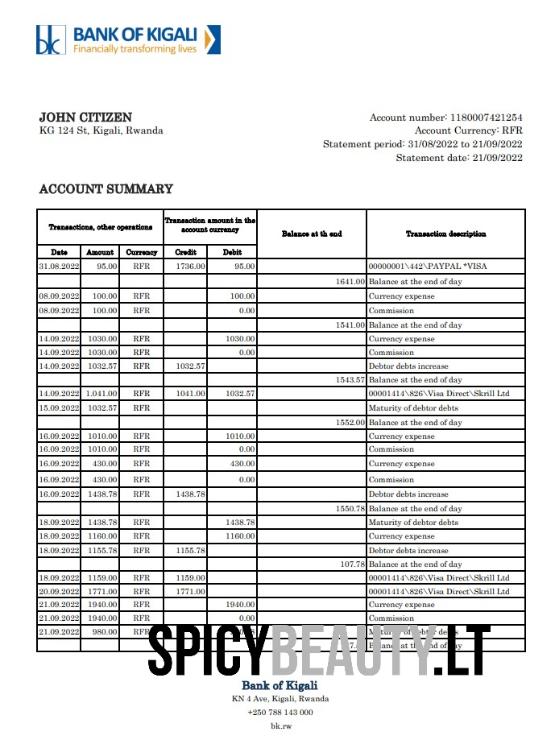 bk BANK OF KIGALI
Financially transforming lives
JOHN CITIZEN
KG 124 St, Kigali, Rwanda
Account number: 1180007421254
Account Currency: RFR
Statement period: 31/08/2022 to 21/09/2022
Statement date: 21/09/2022
ACCOUNT SUMMARY
Transactions, other operations Transaction amount in the account currency Balance at th end Transaction description
Date Amount Currency Credit Debit
31.08.2022 95.00 RFR 1736.00 95.00 00000001\442\PAYPAL *VISA
1641.00 Balance at the end of day
08.09.2022 100.00 RFR 100.00 Currency expense
08.09.2022 100.00 RFR 0.00 Commission
1541.00 Balance at the end of day
14.09.2022 1030.00 RFR 1030.00 Currency expense
14.09.2022 1030.00 RFR 0.00 Commission
14.09.2022 1032.57 RFR 1032.57 Debtor debts increase
1543.57 Balance at the end of day
14.09.2022 1.041.00 RFR 1041.00 1032.57 00001414\826\Visa Direct\Skrill Ltd
15.09.2022 1032.57 RFR Maturity of debtor debts
1552.00 Balance at the end of day
16.09.2022 1010.00 RFR 1010.00 Currency expense
16.09.2022 1010.00 RFR 0.00 Commission
16.09.2022 430.00 RFR 430.00 Currency expense
16.09.2022 430.00 RFR 0.00 Commission
16.09.2022 1438.78 RFR 1438.78 Debtor debts increase
1550.78 Balance at the end of day
18.09.2022 1438.78 RFR 1438.78 Maturity of debtor debts
18.09.2022 1160.00 RFR 1160.00 Currency expense
18.09.2022 1155.78 RFR 1155.78 Debtor debts increase
107.78 Balance at the end of day
18.09.2022 1159.00 RFR 1159.00 00001414\826\Visa Direct\Skrill Ltd
20.09.2022 1771.00 RFR 1771.00 00001414\826\Visa Direct\Skrill Ltd
21.09.2022 1940.00 RFR 1940.00 Currency expense
21.09.2022 1940.00 RFR 0.00 Commission
21.09.2022 980.00 RFR Maturity of debtor debts
Balance at the end of day
SPICYBEAUTY.LT
Bank of Kigali
KN 4 Ave, Kigali, Rwanda
+250 788 143 000
bk.rw